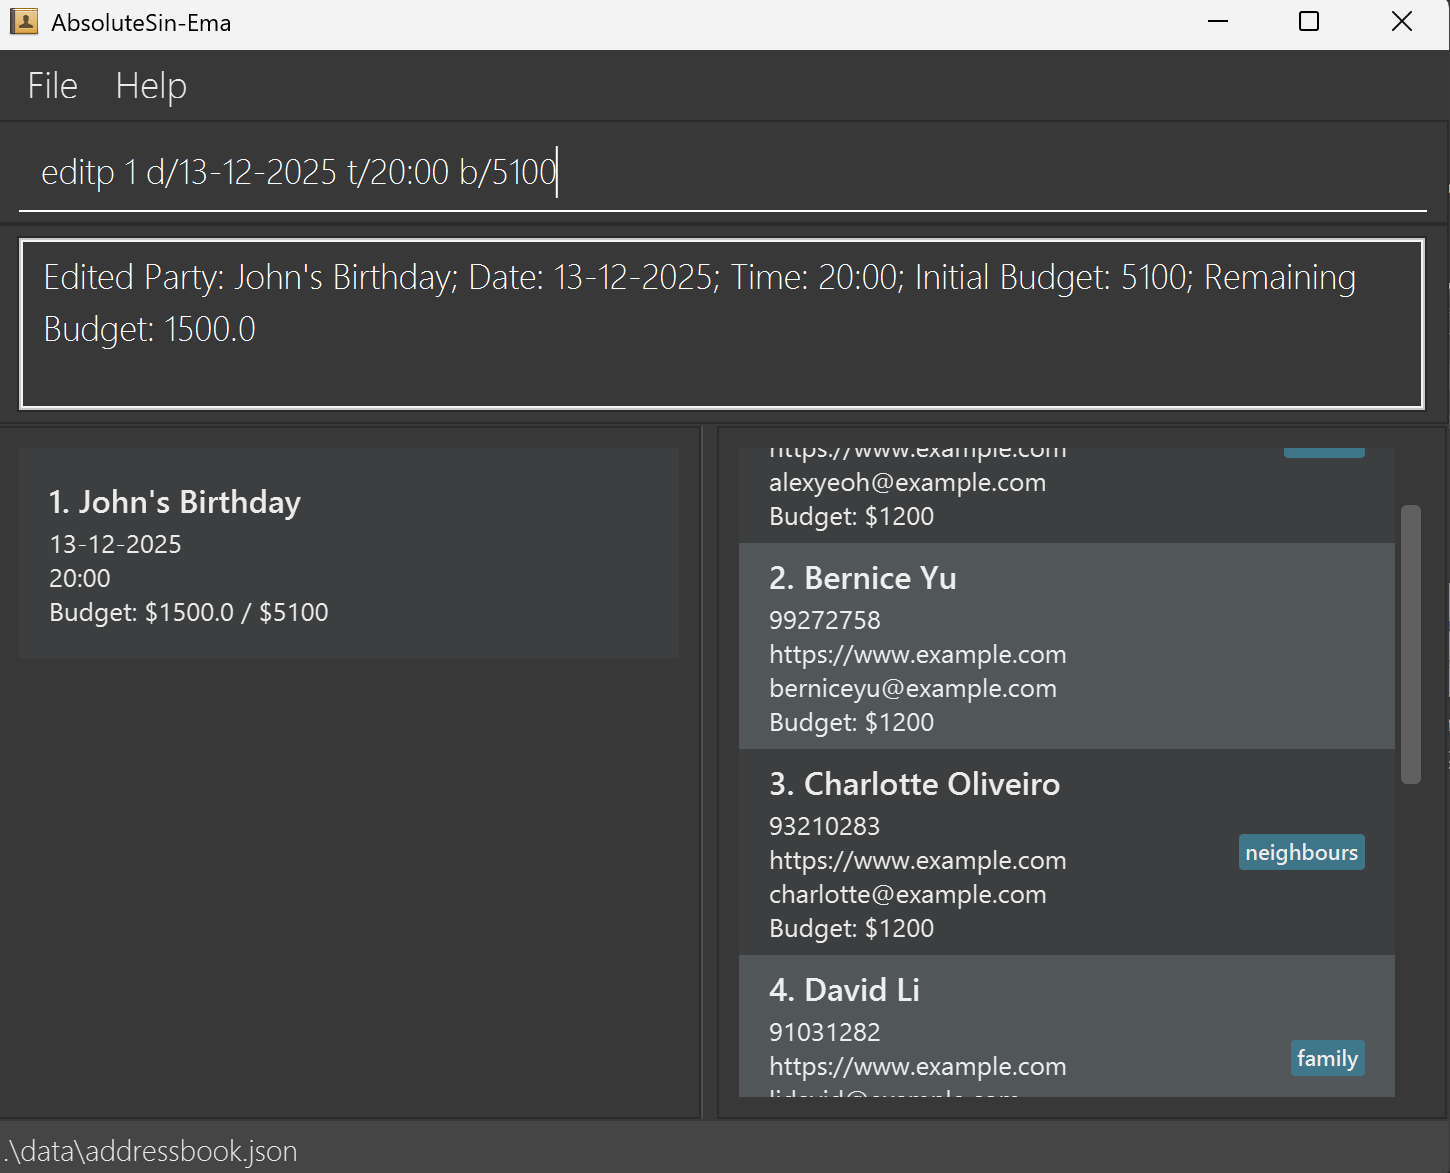 AbsoluteSin-Ema
File Help
editp 1 d/13-12-2025 t/20:00 b/5100
Edited Party: John's Birthday; Date: 13-12-2025; Time: 20:00; Initial Budget: 5100; Remaining
Budget: 1500.0
1. John's Birthday
13-12-2025
20:00
Budget: $1500.0 / $5100
https://www.example.com
alexyeoh@example.com
Budget: $1200
2. Bernice Yu
99272758
https://www.example.com
berniceyu@example.com
Budget: $1200
3. Charlotte Oliveiro
93210283
https://www.example.com
neighbours
charlotte@example.com
Budget: $1200
4. David Li
91031282
https://www.example.com
family
.\data\addressbook.json